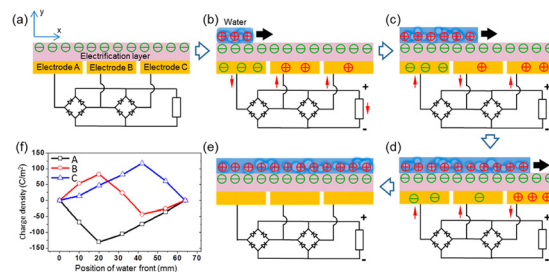 (a)
y
x
Electrification layer
Electrode A Electrode B Electrode C
(b)
Water
+
-
(c)
+
-
(f)
A
B
C
Charge density (C/m²)
150
100
50
0
-50
-100
-150
0 10 20 30 40 50 60 70
Position of water front (mm)
(e)
+
-
(d)
+
-